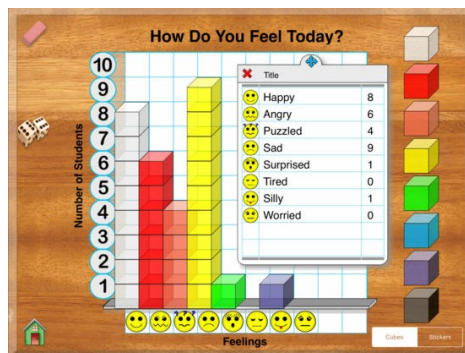 How Do You Feel Today?
Number of Students
10
9
8
7
6
5
4
3
2
1
Title
Happy 8
Angry 6
Puzzled 4
Sad 9
Surprised 1
Tired 0
Silly 1
Worried 0
Feelings
Cubes Stickers